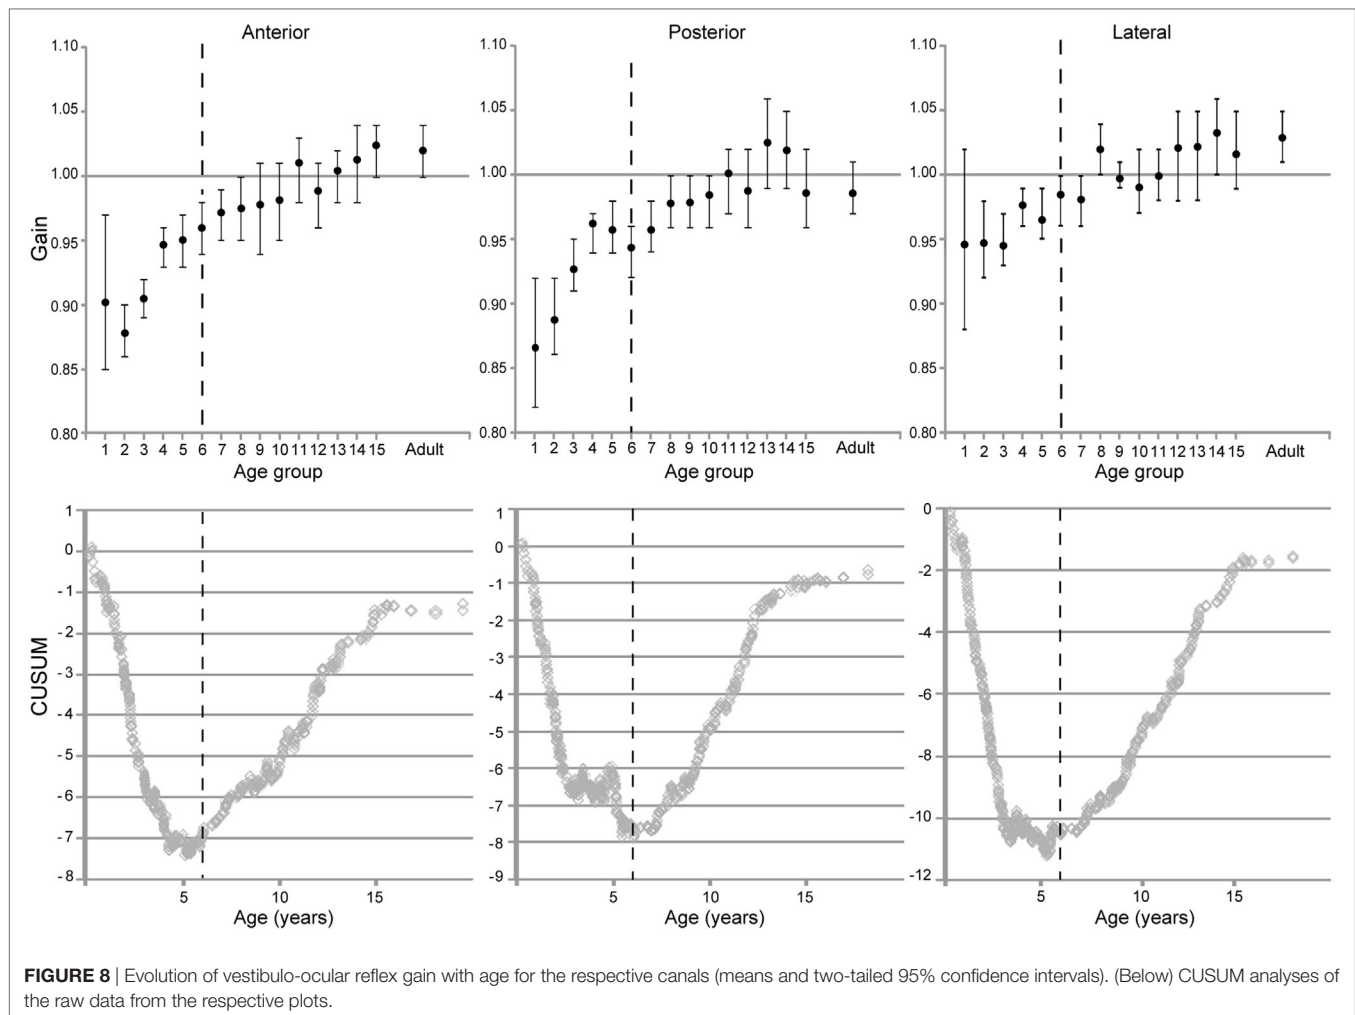 Anterior
Posterior
Lateral
1.10
1.05
1.00
0.95
0.90
0.85
0.80
Gain
1 2 3 4 5 6 7 8 9 10 11 12 13 14 15 Adult
Age group
1.10
1.05
1.00
0.95
0.90
0.85
0.80
1 2 3 4 5 6 7 8 9 10 11 12 13 14 15 Adult
Age group
1.10
1.05
1.00
0.95
0.90
0.85
0.80
1 2 3 4 5 6 7 8 9 10 11 12 13 14 15 Adult
Age group
1
0
-1
-2
-3
-4
-5
-6
-7
-8
CUSUM
5 10 15
Age (years)
1
0
-1
-2
-3
-4
-5
-6
-7
-8
-9
5 10 15
Age (years)
0
-2
-4
-6
-8
-10
-12
5 10 15
Age (years)
FIGURE 8 | Evolution of vestibulo-ocular reflex gain with age for the respective canals (means and two-tailed 95% confidence intervals). (Below) CUSUM analyses of
the raw data from the respective plots.